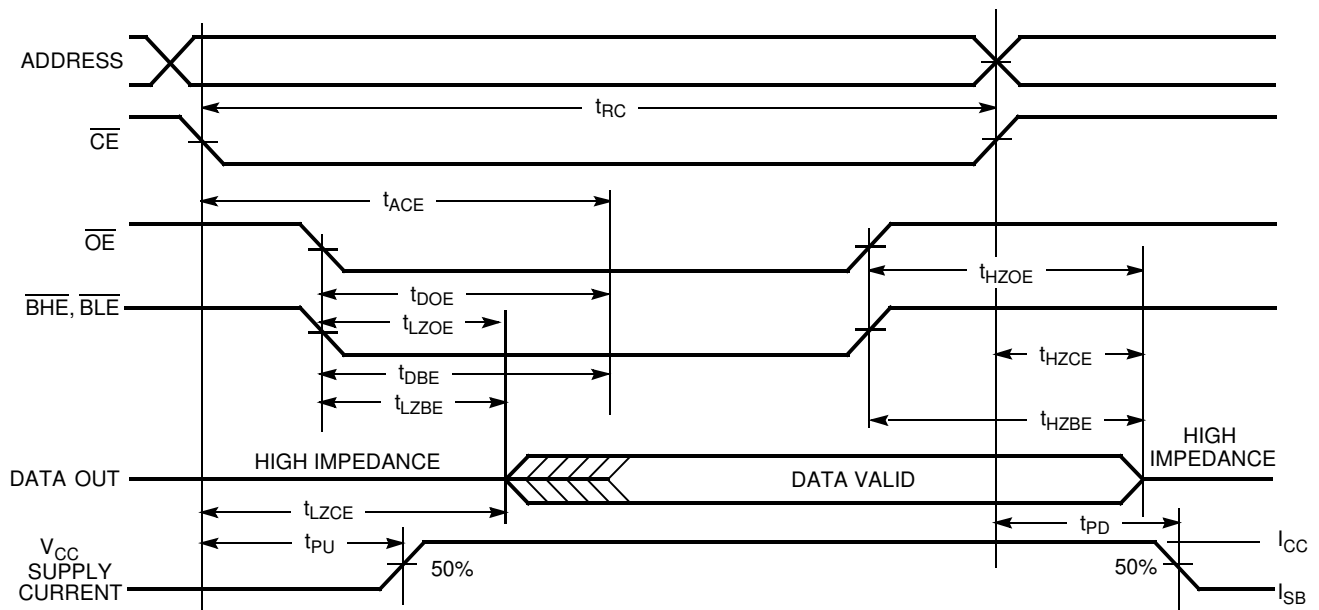 ADDRESS
tRC
CE
tACE
OE
tHZOE
tDOE
BHE, BLE
tLZOE
tHZCE
tDBE
tLZBE
tHZBE
HIGH
IMPEDANCE
HIGH IMPEDANCE
DATA OUT
DATA VALID
tLZCE
tPD
tPU
VCC
SUPPLY
CURRENT
50%
50%
ICC
ISB